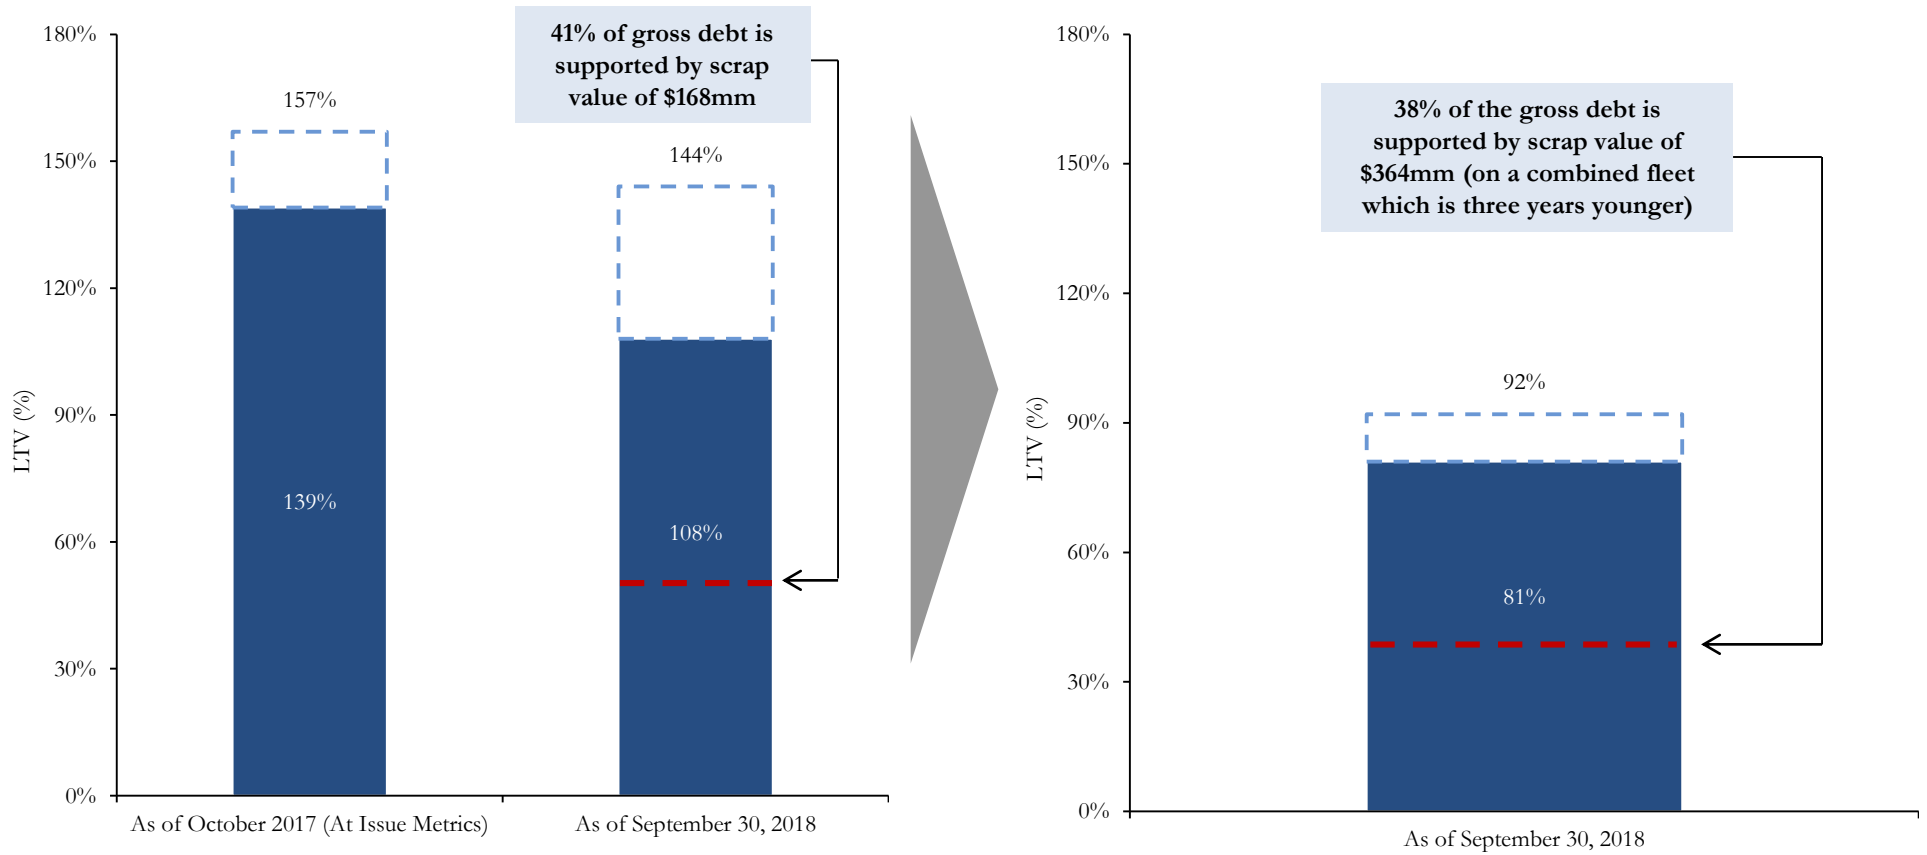 180%
150%
120%
90%
60%
30%
0%
LTV (%)
157%
139%
41% of gross debt is
supported by scrap
value of $168mm
144%
108%
As of October 2017 (At Issue Metrics)
As of September 30, 2018
180%
150%
120%
90%
60%
30%
0%
LTV (%)
38% of the gross debt is
supported by scrap value of
$364mm (on a combined fleet
which is three years younger)
92%
81%
As of September 30, 2018